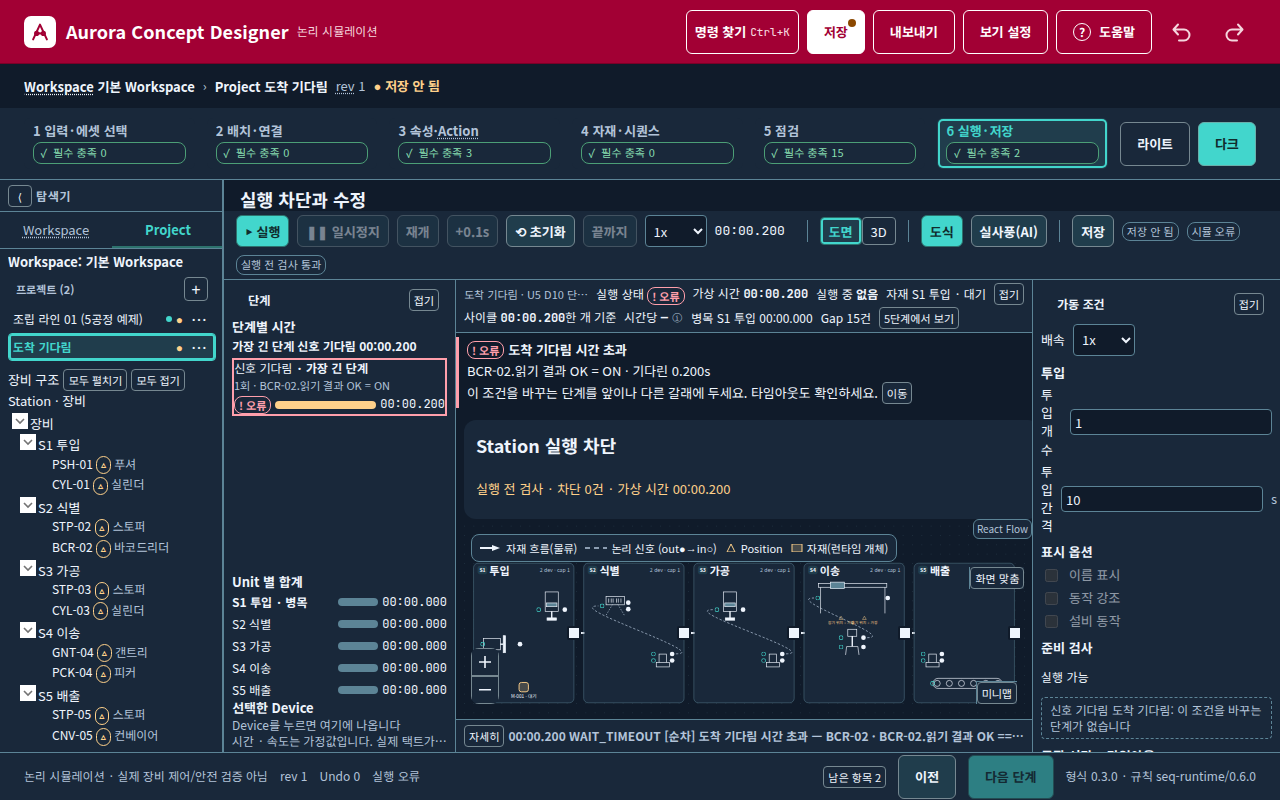 Aurora Concept Designer 논리 시뮬레이션
명령 찾기 Ctrl+K 저장 내보내기 보기 설정 ? 도움말
Workspace 기본 Workspace › Project 도착 기다림 rev 1 ● 저장 안 됨
1 입력·에셋 선택 2 배치·연결 3 속성·Action 4 자재·시퀀스 5 점검 6 실행·저장
√ 필수 충족 0 √ 필수 충족 0 √ 필수 충족 3 √ 필수 충족 0 √ 필수 충족 15 √ 필수 충족 2
라이트 다크
⟨ 탐색기
Workspace Project
Workspace: 기본 Workspace
프로젝트 (2) +
조립 라인 01 (5공정 예제) ● ● ···
도착 기다림 ● ···
장비 구조 모두 펼치기 모두 접기
Station · 장비
장비
S1 투입
PSH-01 푸셔
CYL-01 실린더
S2 식별
STP-02 스토퍼
BCR-02 바코드리더
S3 가공
STP-03 스토퍼
CYL-03 실린더
S4 이송
GNT-04 갠트리
PCK-04 피커
S5 배출
STP-05 스토퍼
CNV-05 컨베이어
실행 차단과 수정
▶ 실행 ❚❚ 일시정지 재개 +0.1s ⟲ 초기화 끝까지 1x 00:00.200 도면 3D 도식 실사풍(AI) 저장 저장 안 됨 시뮬 오류
실행 전 검사 통과
단계 접기
단계별 시간
가장 긴 단계 신호 기다림 00:00.200
신호 기다림 · 가장 긴 단계
1회 · BCR-02.읽기 결과 OK = ON
! 오류 00:00.200
Unit 별 합계
S1 투입 · 병목 00:00.000
S2 식별 00:00.000
S3 가공 00:00.000
S4 이송 00:00.000
S5 배출 00:00.000
선택한 Device
Device를 누르면 여기에 나옵니다
시간 · 속도는 가정값입니다. 실제 택트가···
도착 기다림 · U5 D10 단··· 실행 상태 ! 오류 가상 시간 00:00.200 실행 중 없음 자재 S1 투입 · 대기 접기
사이클 00:00.200한 개 기준 시간당 — ⓘ 병목 S1 투입 00:00.000 Gap 15건 5단계에서 보기
! 오류 도착 기다림 시간 초과
BCR-02.읽기 결과 OK = ON · 기다린 0.200s
이 조건을 바꾸는 단계를 앞이나 다른 갈래에 두세요. 타임아웃도 확인하세요. 이동
Station 실행 차단
실행 전 검사 · 차단 0건 · 가상 시간 00:00.200
React Flow
자재 흐름(물류) 논리 신호 (out●→in○) Position 자재(런타임 개체)
S1 투입 2 dev · cap 1 S2 식별 2 dev · cap 1 S3 가공 2 dev · cap 1 S4 이송 2 dev · cap 1 S5 배출
화면 맞춤
+
−
M-001 · 대기
미니맵
자세히 00:00.200 WAIT_TIMEOUT [순차] 도착 기다림 시간 초과 — BCR-02 · BCR-02.읽기 결과 OK ==···
가동 조건 접기
배속 1x
투입
투입 개수 1
투입 간격 10 s
표시 옵션
이름 표시
동작 강조
설비 동작
준비 검사
실행 가능
신호 기다림 도착 기다림: 이 조건을 바꾸는
단계가 없습니다
논리 시뮬레이션 · 실제 장비 제어/안전 검증 아님 rev 1 Undo 0 실행 오류
남은 항목 2 이전 다음 단계 형식 0.3.0 · 규칙 seq-runtime/0.6.0